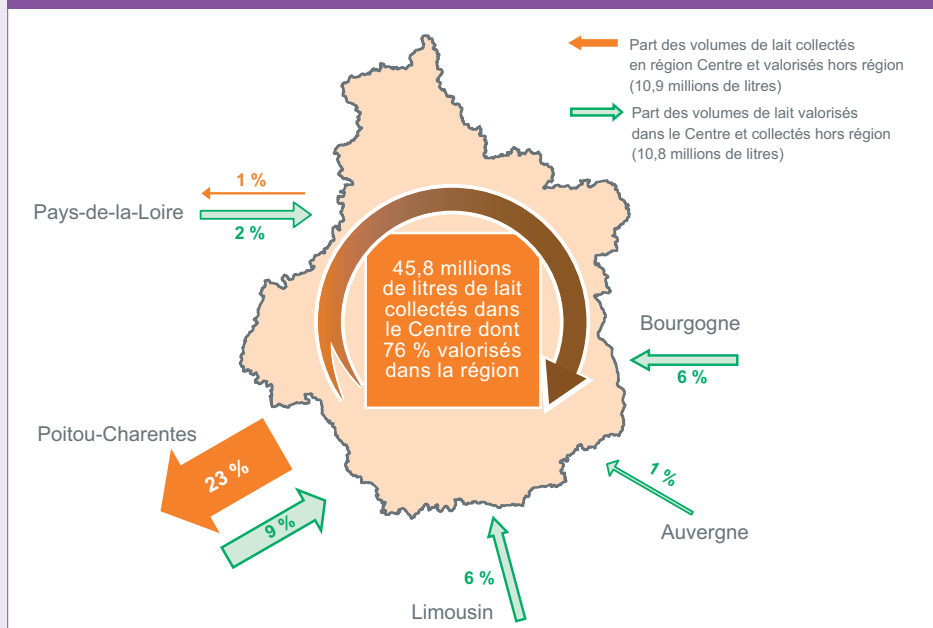 Part des volumes de lait collectés
en région Centre et valorisés hors région
(10,9 millions de litres)
Part des volumes de lait valorisés
dans le Centre et collectés hors région
(10,8 millions de litres)
1 %
Pays-de-la-Loire
2 %
45,8 millions
de litres de lait
collectés dans
le Centre dont
76 % valorisés
dans la région
Bourgogne
6 %
Poitou-Charentes
23 %
9 %
1 %
Auvergne
6 %
Limousin